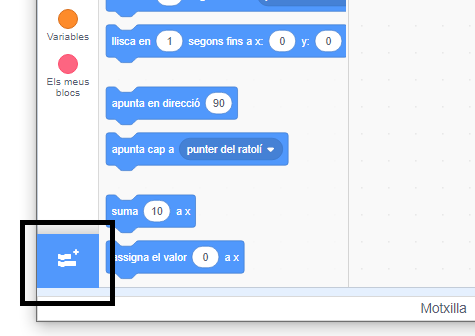 Variables
Els meus
blocs
llisca en 1 segons fins a x: 0 y: 0
apunta en direcció 90
apunta cap a punter del ratolí
suma 10 a x
assigna el valor 0 a x
Motxilla